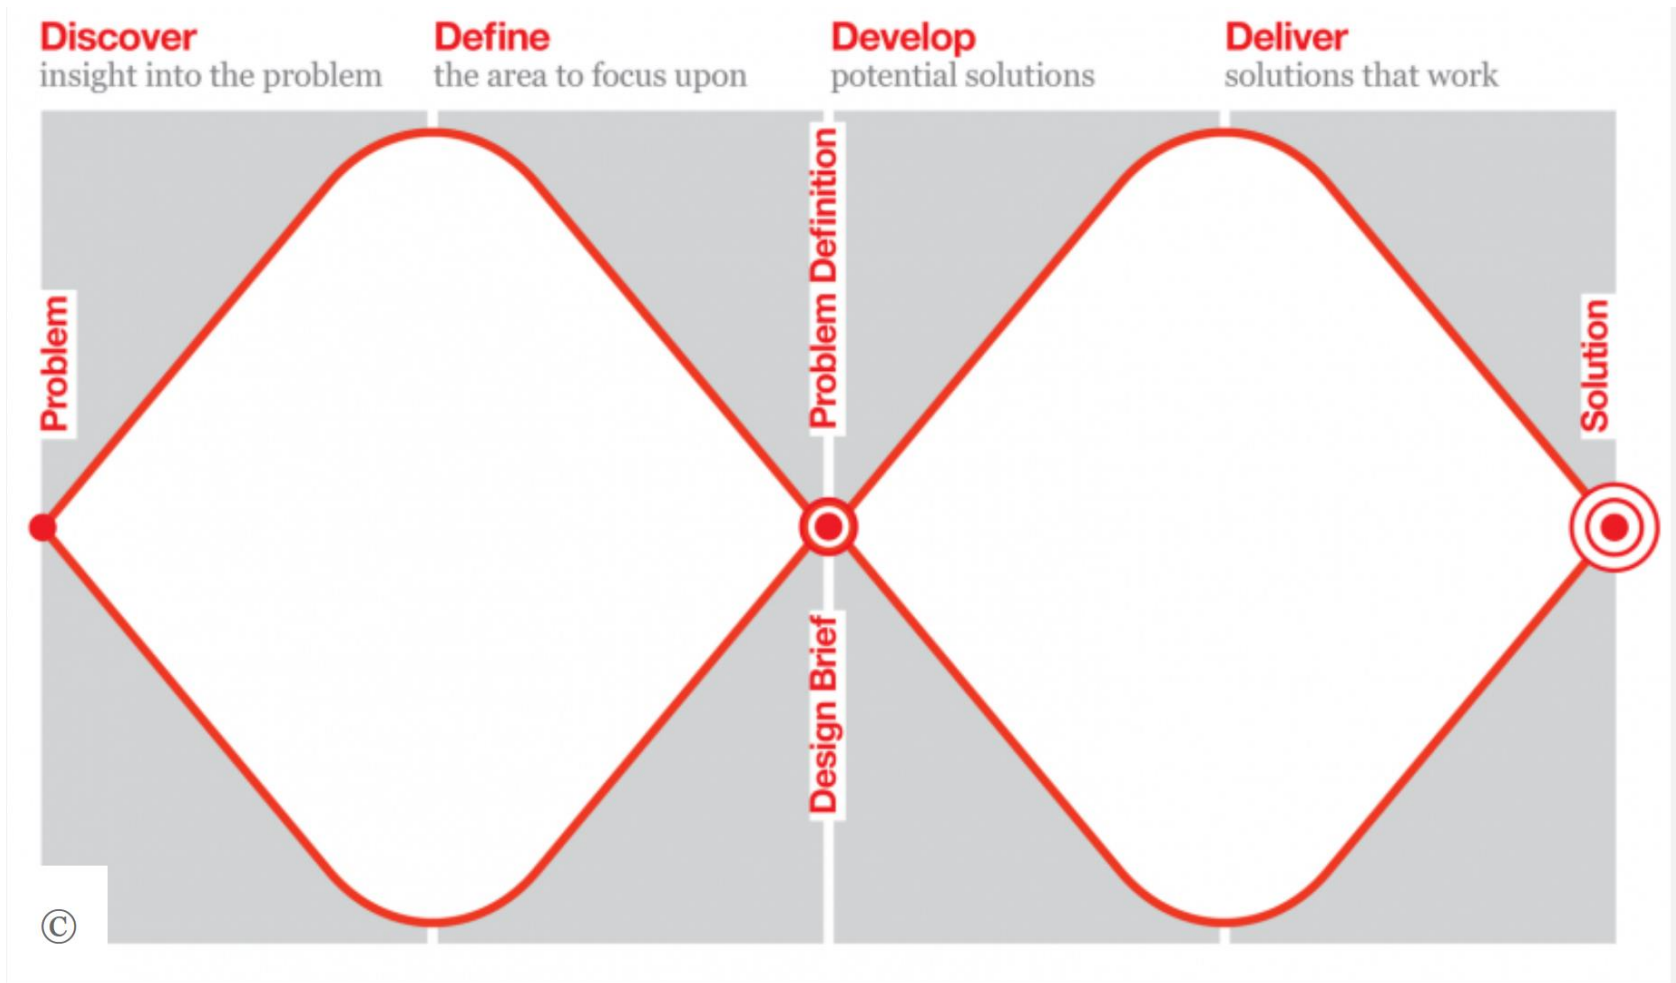 Discover
insight into the problem
Define
the area to focus upon
Develop
potential solutions
Deliver
solutions that work
Problem
Problem Definition
Design Brief
Solution
©